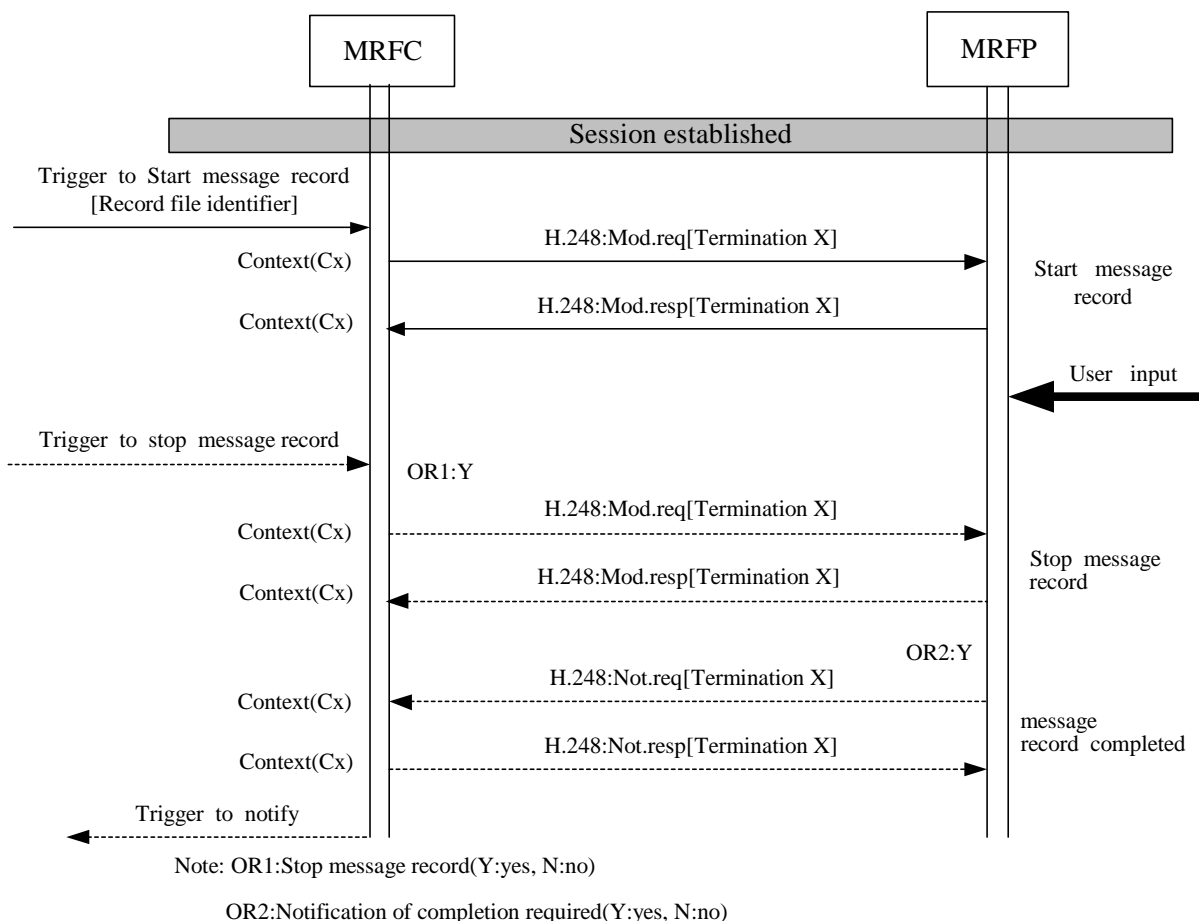 MRFC
MRFP
Session established
Trigger to Start message record
[Record file identifier]
H.248:Mod.req[Termination X]
Context(Cx)
Start message
record
H.248:Mod.resp[Termination X]
Context(Cx)
User input
Trigger to stop message record
OR1:Y
H.248:Mod.req[Termination X]
Context(Cx)
Stop message
record
H.248:Mod.resp[Termination X]
Context(Cx)
OR2:Y
H.248:Not.req[Termination X]
Context(Cx)
message
record completed
H.248:Not.resp[Termination X]
Context(Cx)
Trigger to notify
Note: OR1:Stop message record(Y:yes, N:no)
OR2:Notification of completion required(Y:yes, N:no)